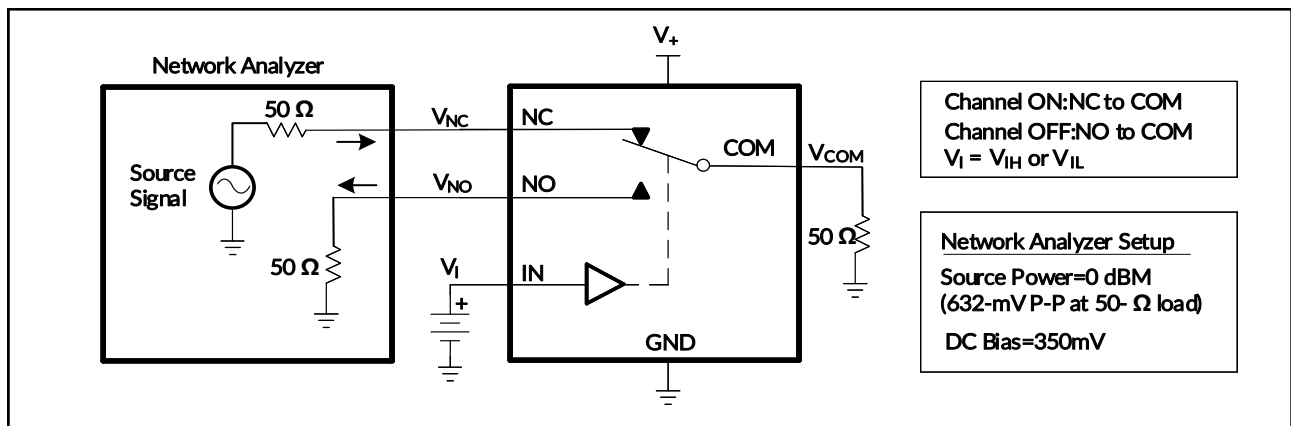 Network Analyzer
50 Ω
Source
Signal
50 Ω
V+
VNC
NC
VNO
NO
COM
VCOM
50 Ω
VI
+
IN
GND
Channel ON:NC to COM
Channel OFF:NO to COM
VI = VIH or VIL
Network Analyzer Setup
Source Power=0 dBM
(632-mV P-P at 50- Ω load)
DC Bias=350mV